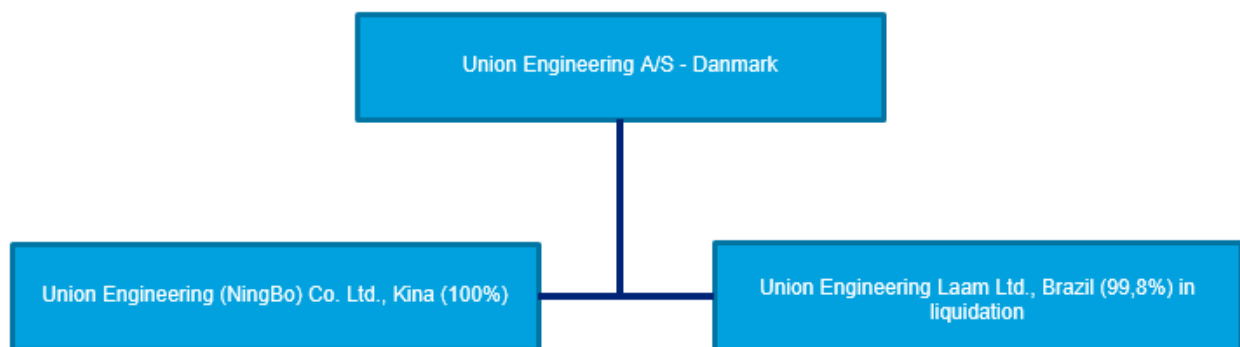 Union Engineering A/S - Danmark
Union Engineering (NingBo) Co. Ltd., Kina (100%)
Union Engineering Laam Ltd., Brazil (99,8%) in
liquidation